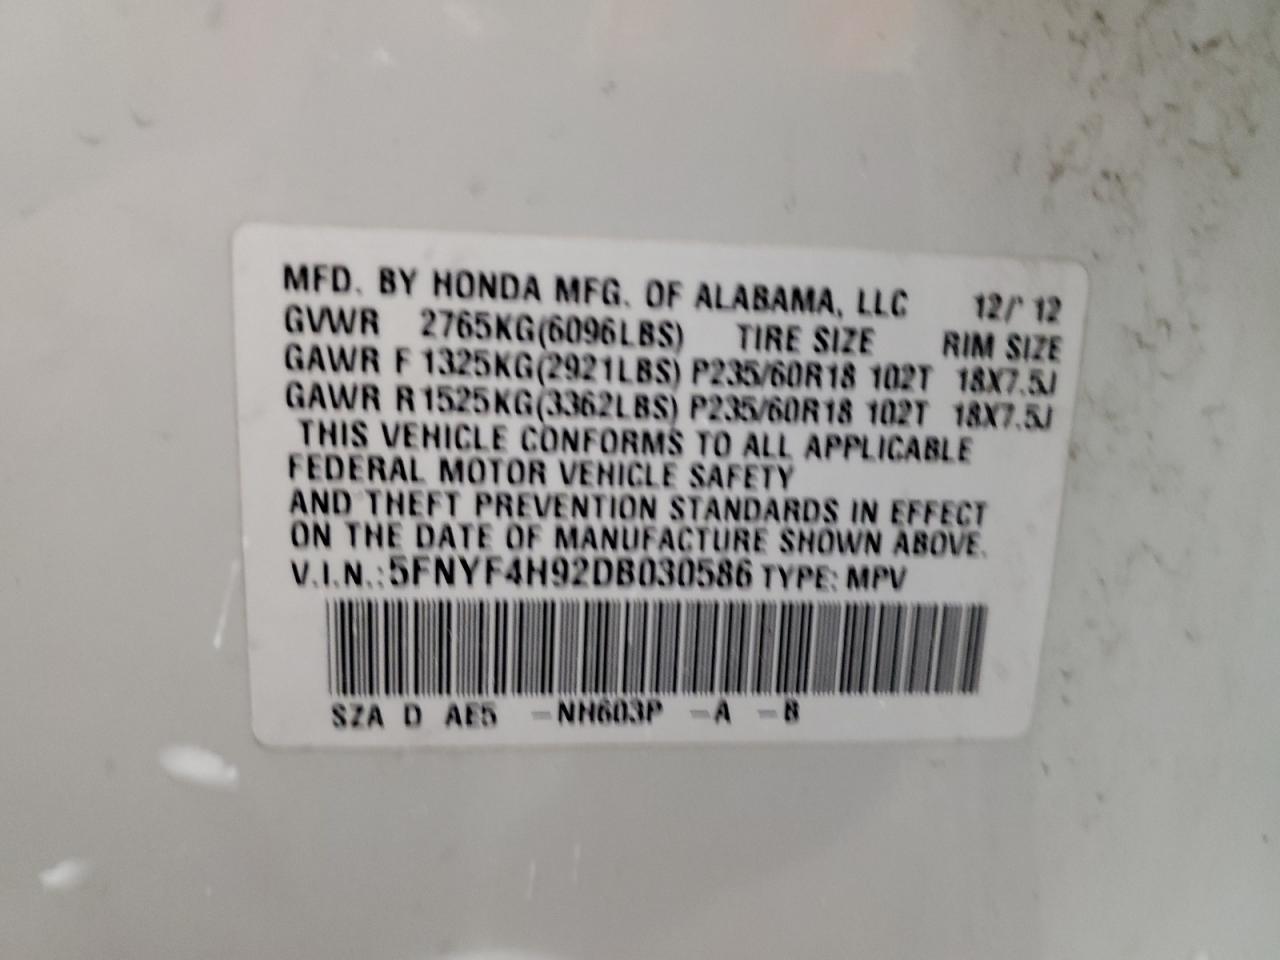 MFD. BY HONDA MFG. OF ALABAMA, LLC 12/ 12
GVWR 2765KG(6096LBS) TIRE SIZE RIM SIZE
GAWR F 1325KG(2921LBS) P235/60R18 102T 18X7.5J
GAWR R1525KG(3362LBS) P235/60R18 102T 18X7.5J
THIS VEHICLE CONFORMS TO ALL APPLICABLE
FEDERAL MOTOR VEHICLE SAFETY
AND THEFT PREVENTION STANDARDS IN EFFECT
ON THE DATE OF MANUFACTURE SHOWN ABOVE.
V.I.N.: 5FNYF4H92DB030586 TYPE: MPV
SZA D AE5 -NH603P -A -B